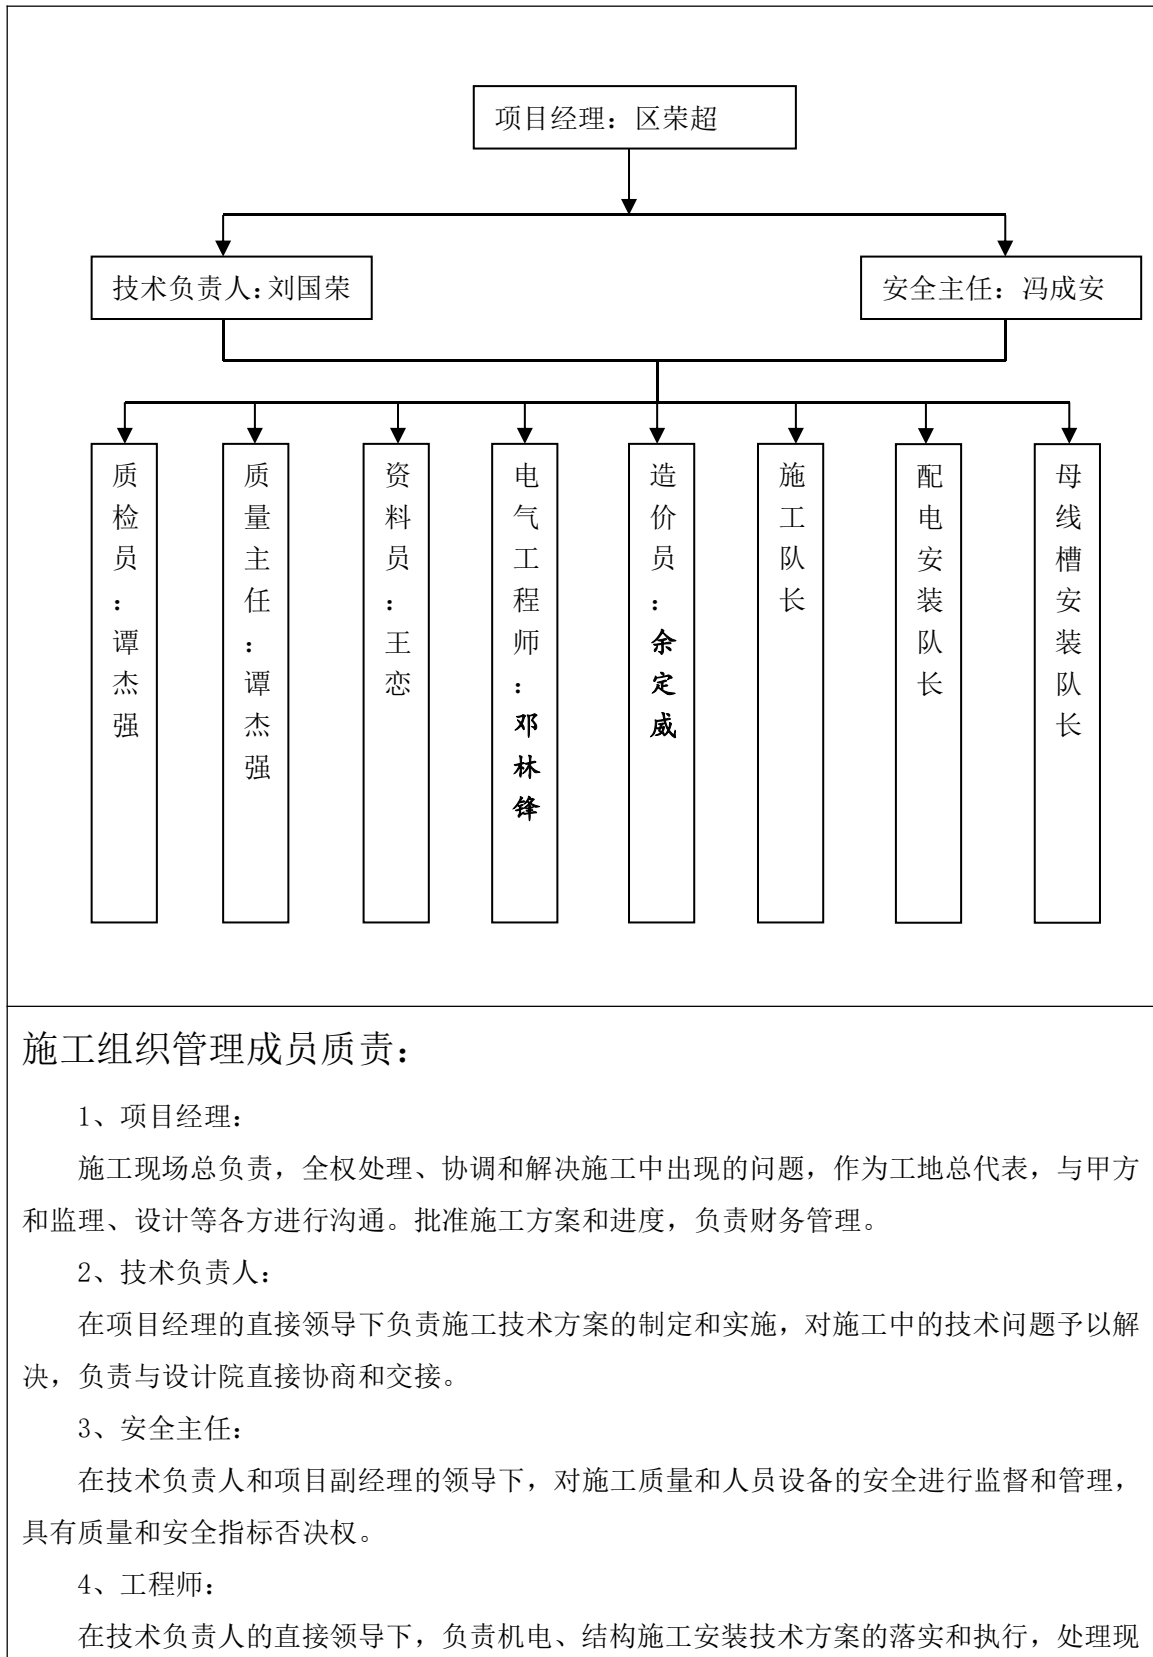 项目经理：区荣超
技术负责人：刘国荣
安全主任：冯成安
质检员：谭杰强
质量主任：谭杰强
资料员：王恋
电气工程师：邓林锋
造价员：余定威
施工队长
配电安装队长
母线槽安装队长
施工组织管理成员质责：
1、项目经理：
施工现场总负责，全权处理、协调和解决施工中出现的问题，作为工地总代表，与甲方
和监理、设计等各方进行沟通。批准施工方案和进度，负责财务管理。
2、技术负责人：
在项目经理的直接领导下负责施工技术方案的制定和实施，对施工中的技术问题予以解
决，负责与设计院直接协商和交接。
3、安全主任：
在技术负责人和项目副经理的领导下，对施工质量和人员设备的安全进行监督和管理，
具有质量和安全指标否决权。
4、工程师：
在技术负责人的直接领导下，负责机电、结构施工安装技术方案的落实和执行，处理现